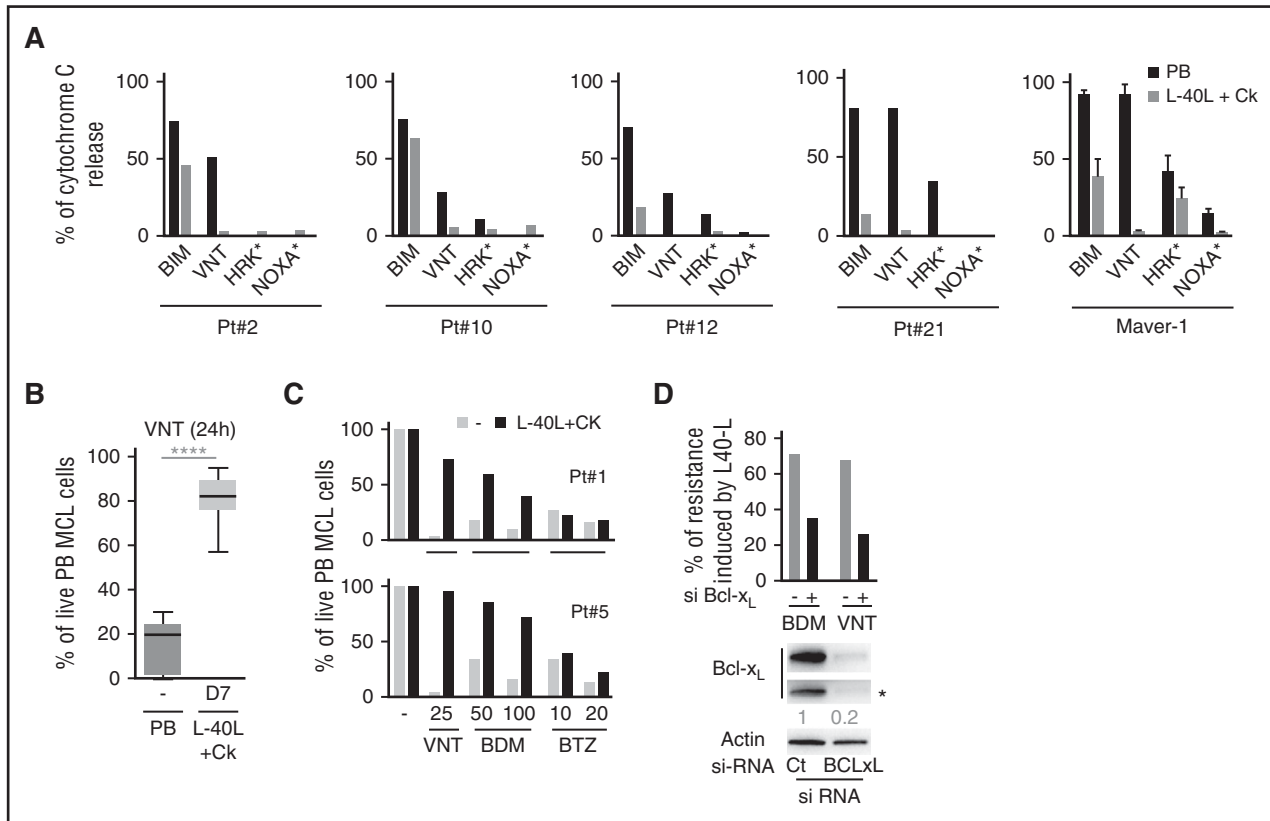 A
% of cytochrome C
release
100
50
0
BIM
VNT
HRK*
NOXA*
Pt#2
100
50
0
BIM
VNT
HRK*
NOXA*
Pt#10
100
50
0
BIM
VNT
HRK*
NOXA*
Pt#12
100
50
0
BIM
VNT
HRK*
NOXA*
Pt#21
PB
L-40L + Ck
100
50
0
BIM
VNT
HRK*
NOXA*
Maver-1
B
VNT (24h)
****
% of live PB MCL cells
100
80
60
40
20
0
- D7
PB L-40L
+Ck
C
- L-40L+CK
% of live PB MCL cells
100
50
0
Pt#1
% of live PB MCL cells
100
50
0
Pt#5
- 25 50 100 10 20
VNT BDM BTZ
D
% of resistance
induced by L40-L
80
60
40
20
0
si Bcl-xL - + - +
BDM VNT
Bcl-xL
*
1 0.2
Actin
si-RNA Ct BCLxL
si RNA